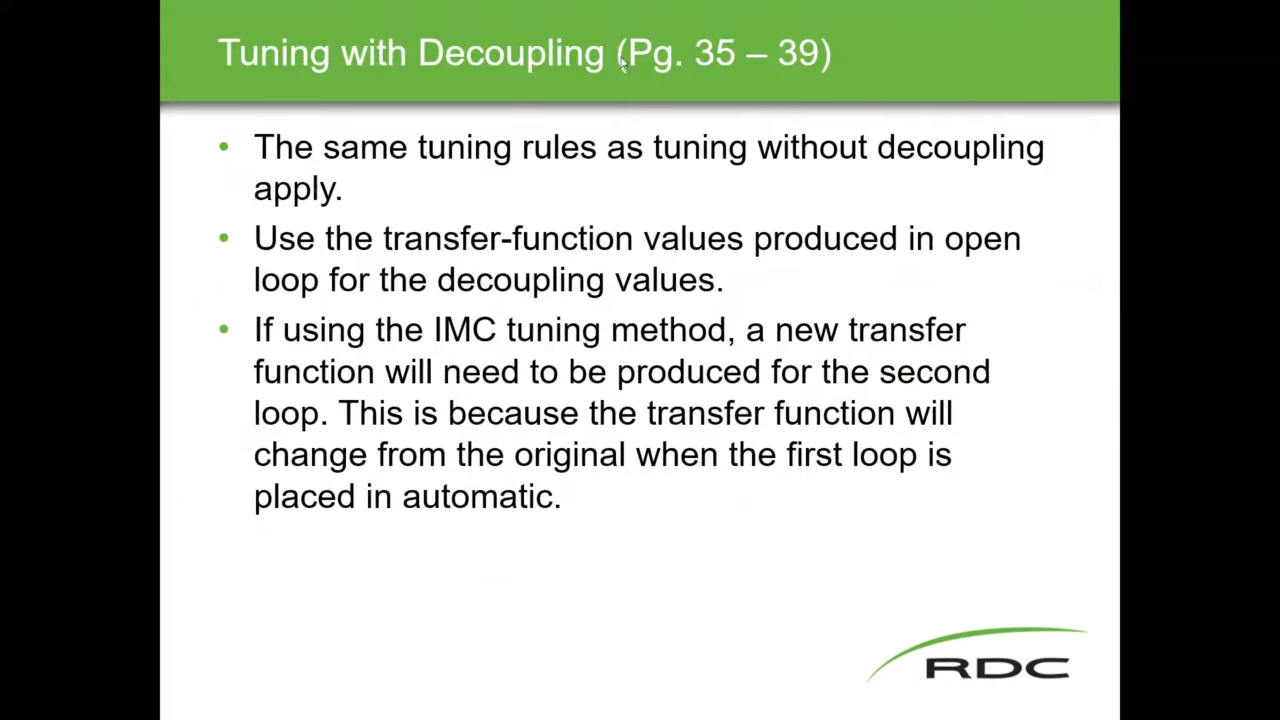 Tuning with Decoupling (Pg. 35 – 39)
• The same tuning rules as tuning without decoupling
apply.
• Use the transfer-function values produced in open
loop for the decoupling values.
• If using the IMC tuning method, a new transfer
function will need to be produced for the second
loop. This is because the transfer function will
change from the original when the first loop is
placed in automatic.
RDC